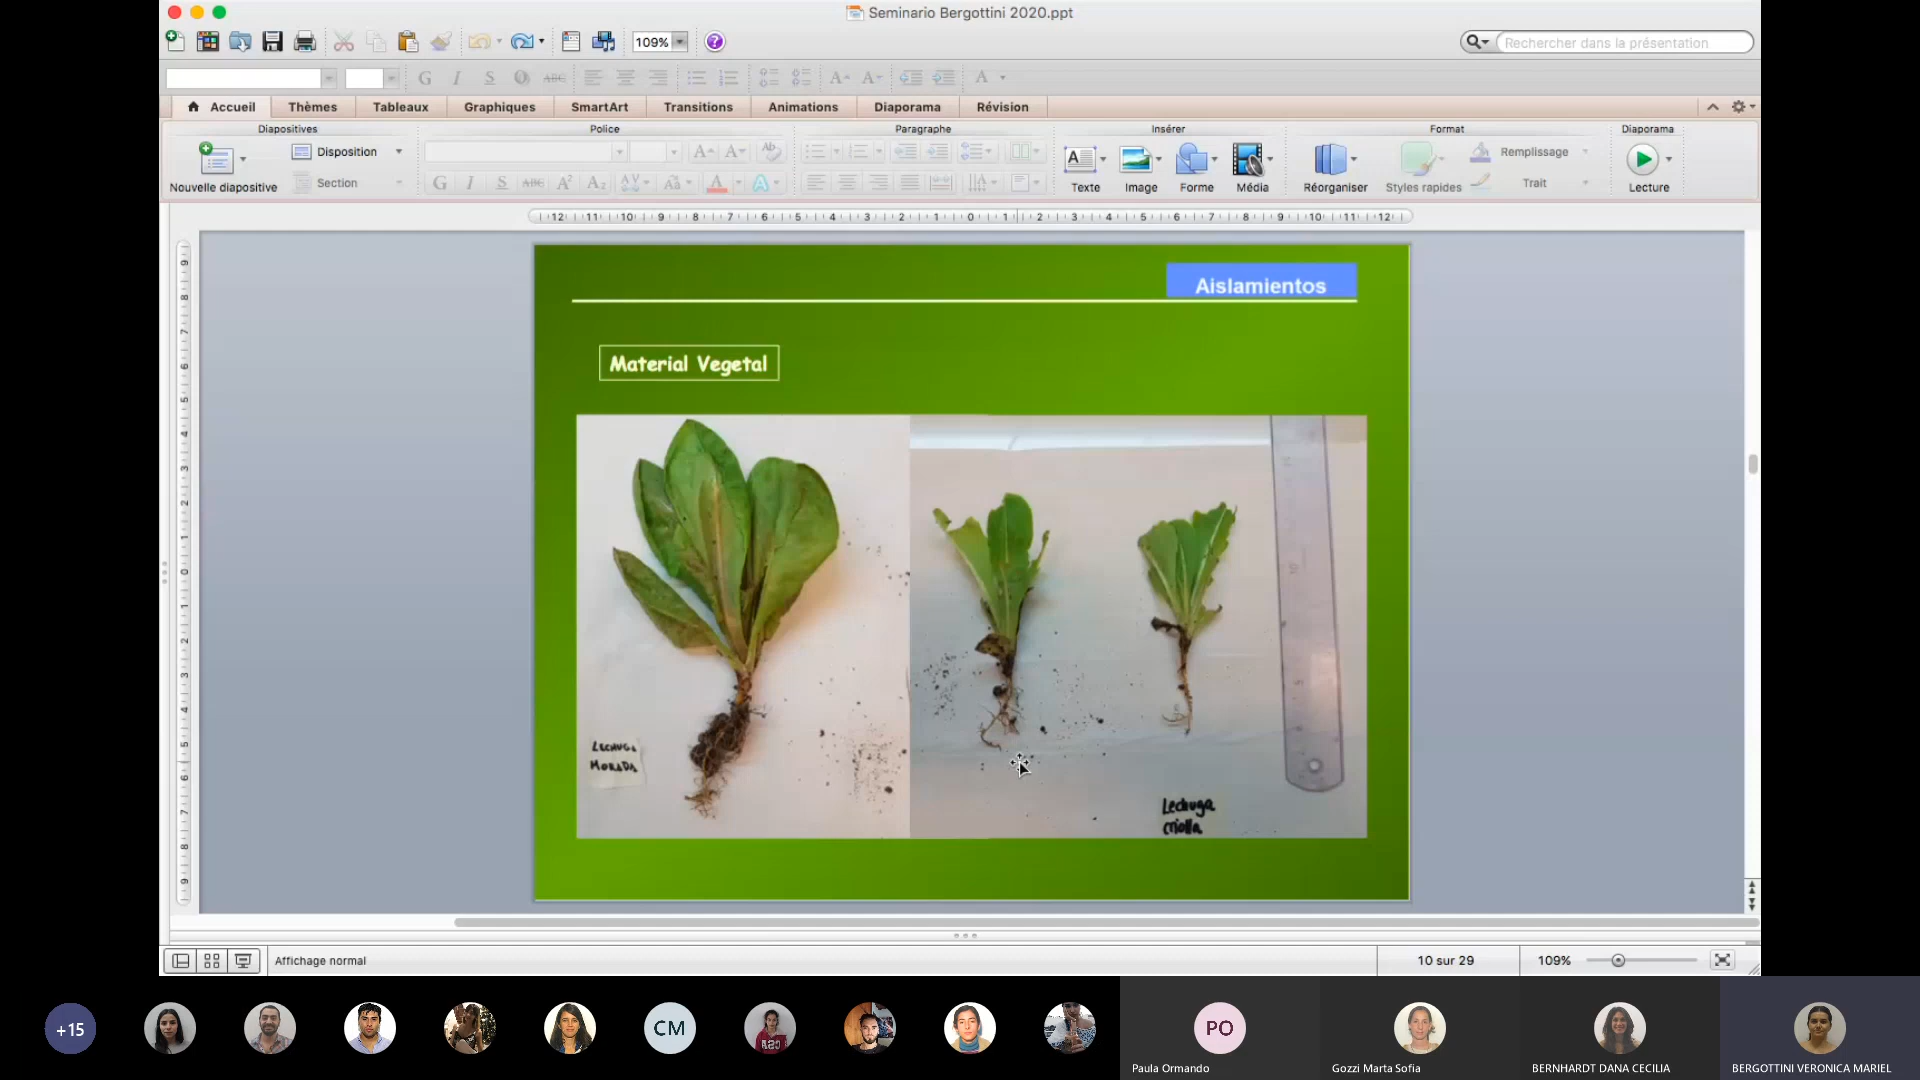 Seminario Bergottini 2020.ppt
109%
Rechercher dans la présentation
Accueil
Thèmes
Tableaux
Graphiques
SmartArt
Transitions
Animations
Diaporama
Révision
Diapositives
Police
Paragraphe
Insérer
Format
Diaporama
Nouvelle diapositive
Disposition
Section
Texte
Image
Forme
Média
Réorganiser
Styles rapides
Remplissage
Trait
Lecture
Aislamientos
Material Vegetal
LECHUGA
MORADA
Lechuga
criolla
Affichage normal
10 sur 29
109%
+15
CM
PO
Paula Ormando
Gozzi Marta Sofia
BERNHARDT DANA CECILIA
BERGOTTINI VERONICA MARIEL